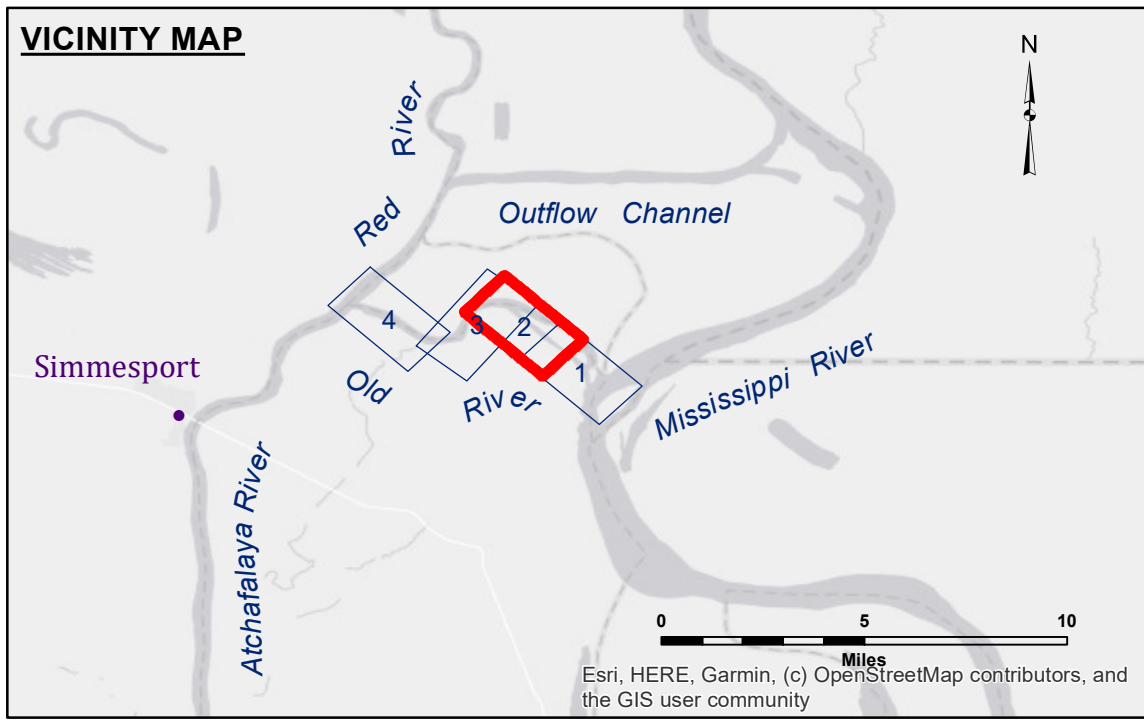 VICINITY MAP
N
Red River
Outflow Channel
4
3
2
1
Simmesport
Old River
Mississippi River
Atchafalaya River
0 5 10
Miles
Esri, HERE, Garmin, (c) OpenStreetMap contributors, and
the GIS user community